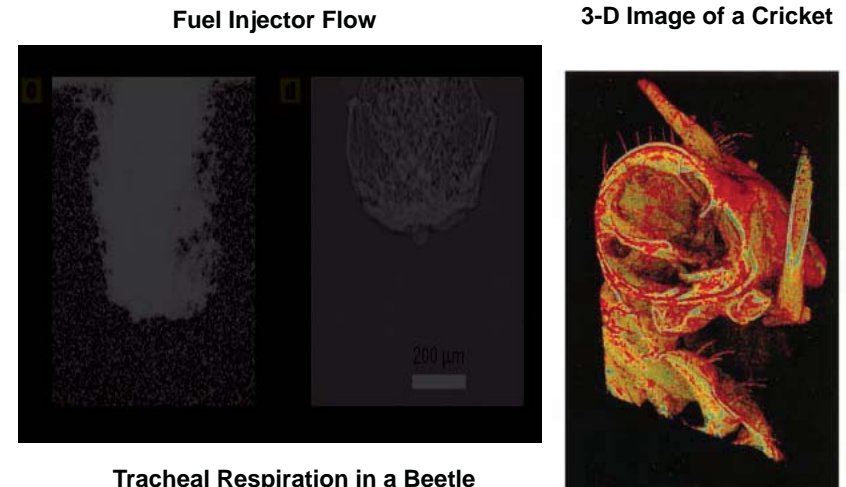 Fuel Injector Flow
3-D Image of a Cricket
200 µm
Tracheal Respiration in a Beetle